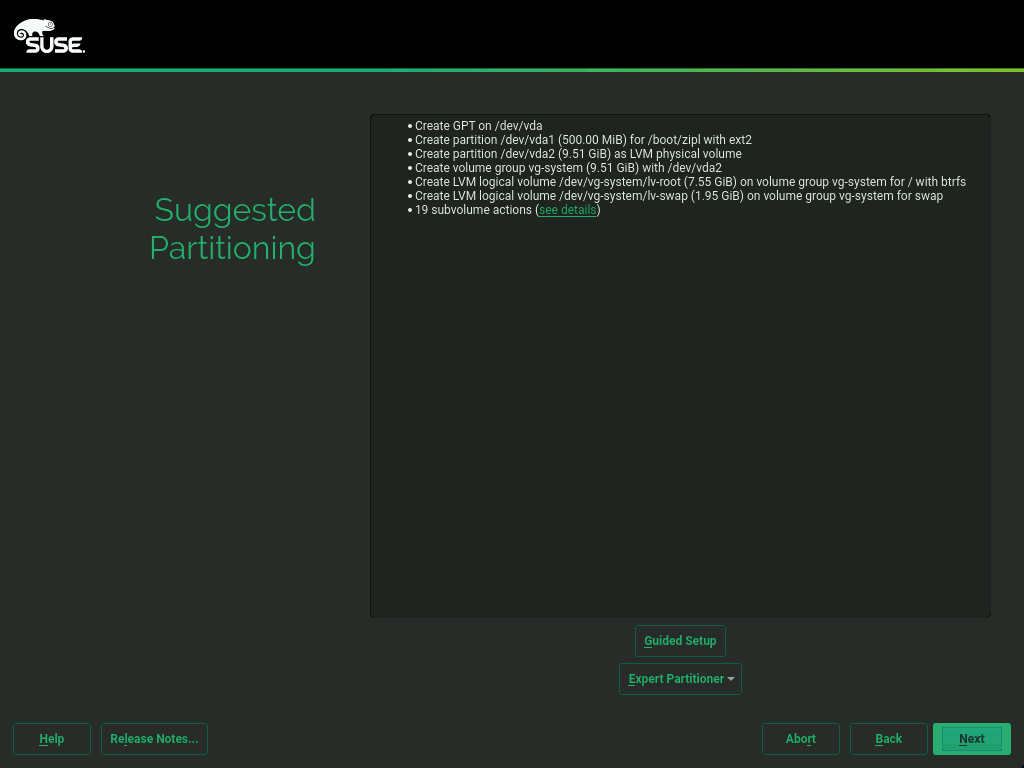 SUSE.
Suggested
Partitioning
• Create GPT on /dev/vda
• Create partition /dev/vda1 (500.00 MiB) for /boot/zipl with ext2
• Create partition /dev/vda2 (9.51 GiB) as LVM physical volume
• Create volume group vg-system (9.51 GiB) with /dev/vda2
• Create LVM logical volume /dev/vg-system/lv-root (7.55 GiB) on volume group vg-system for / with btrfs
• Create LVM logical volume /dev/vg-system/lv-swap (1.95 GiB) on volume group vg-system for swap
• 19 subvolume actions (see details)
Guided Setup
Expert Partitioner
Help
Release Notes...
Abort
Back
Next